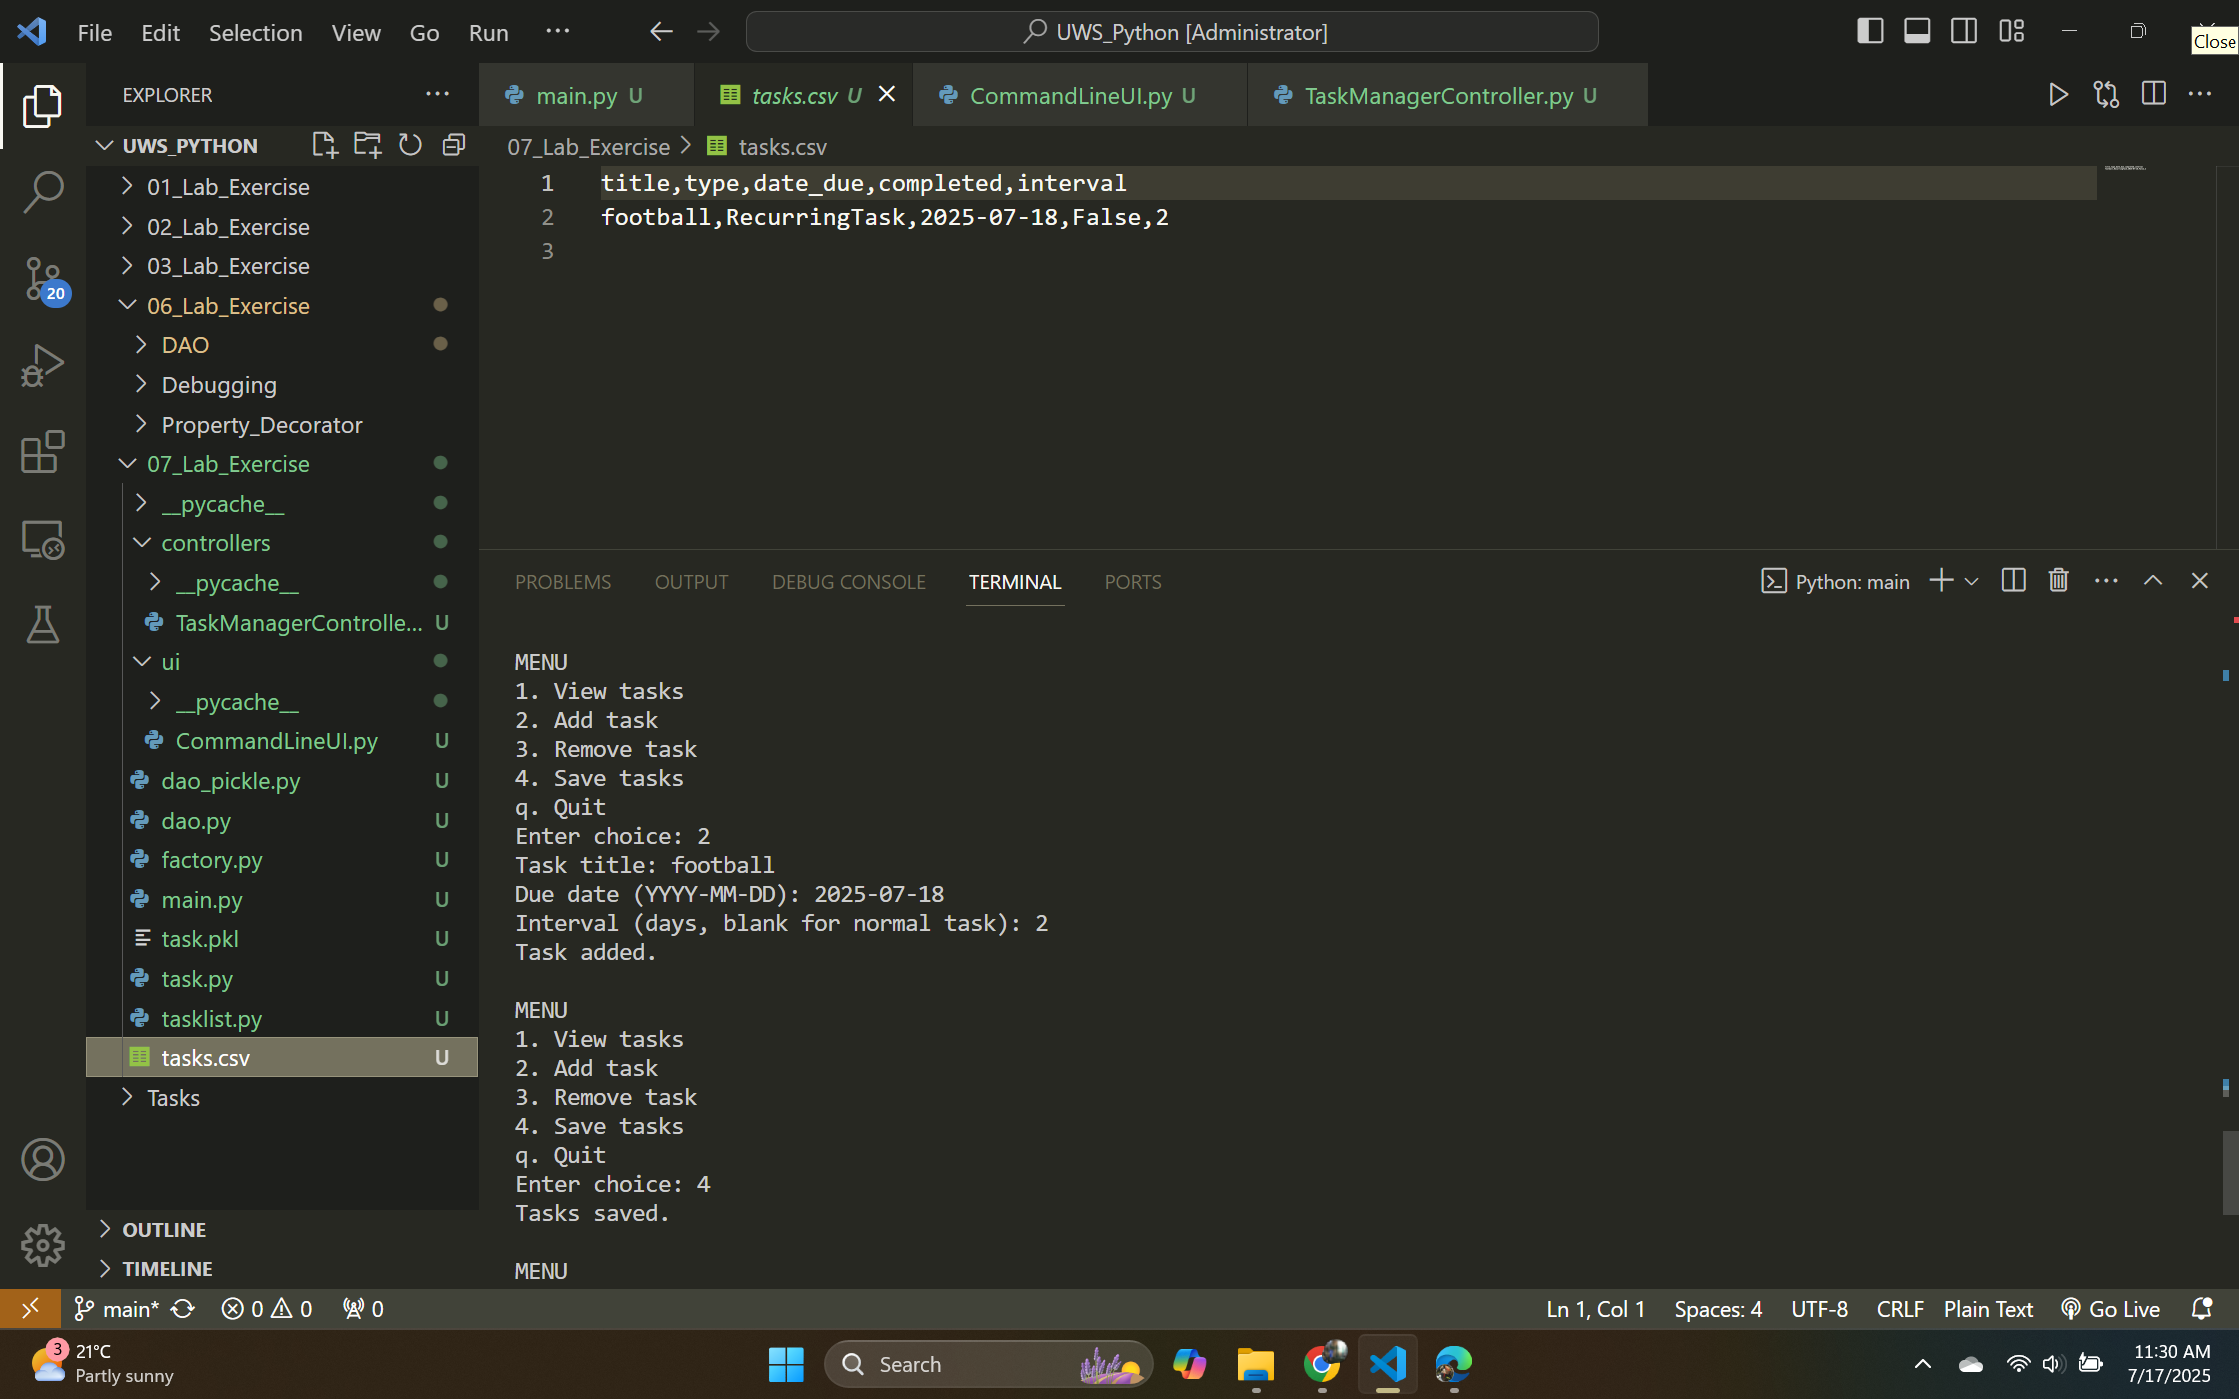 File Edit Selection View Go Run ···
UWS_Python [Administrator]
Close
EXPLORER
main.py U
tasks.csv U
CommandLineUI.py U
TaskManagerController.py U
UWS_PYTHON
07_Lab_Exercise > tasks.csv
01_Lab_Exercise
02_Lab_Exercise
03_Lab_Exercise
06_Lab_Exercise
DAO
Debugging
Property_Decorator
07_Lab_Exercise
__pycache__
controllers
__pycache__
TaskManagerControlle... U
ui
__pycache__
CommandLineUI.py U
dao_pickle.py U
dao.py U
factory.py U
main.py U
task.pkl U
task.py U
tasklist.py U
tasks.csv U
Tasks
OUTLINE
TIMELINE
20
1 title,type,date_due,completed,interval
2 football,RecurringTask,2025-07-18,False,2
3
PROBLEMS OUTPUT DEBUG CONSOLE TERMINAL PORTS
Python: main
MENU
1. View tasks
2. Add task
3. Remove task
4. Save tasks
q. Quit
Enter choice: 2
Task title: football
Due date (YYYY-MM-DD): 2025-07-18
Interval (days, blank for normal task): 2
Task added.
MENU
1. View tasks
2. Add task
3. Remove task
4. Save tasks
q. Quit
Enter choice: 4
Tasks saved.
MENU
main* 0 0 0
Ln 1, Col 1 Spaces: 4 UTF-8 CRLF Plain Text Go Live
3
21°C
Partly sunny
Search
11:30 AM
7/17/2025